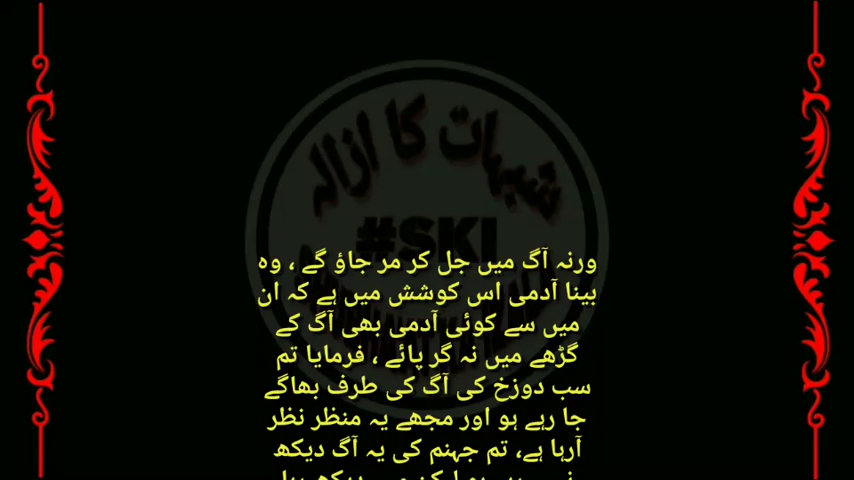 شبہات کا ازالہ
#SKI
ورنہ آگ میں جل کر مر جاؤ گے ، وہ
بینا آدمی اس کوشش میں ہے کہ ان
میں سے کوئی آدمی بھی آگ کے
گڑھے میں نہ گر پائے ، فرمایا تم
سب دوزخ کی آگ کی طرف بھاگے
جا رہے ہو اور مجھے یہ منظر نظر
آرہا ہے، تم جہنم کی یہ آگ دیکھ